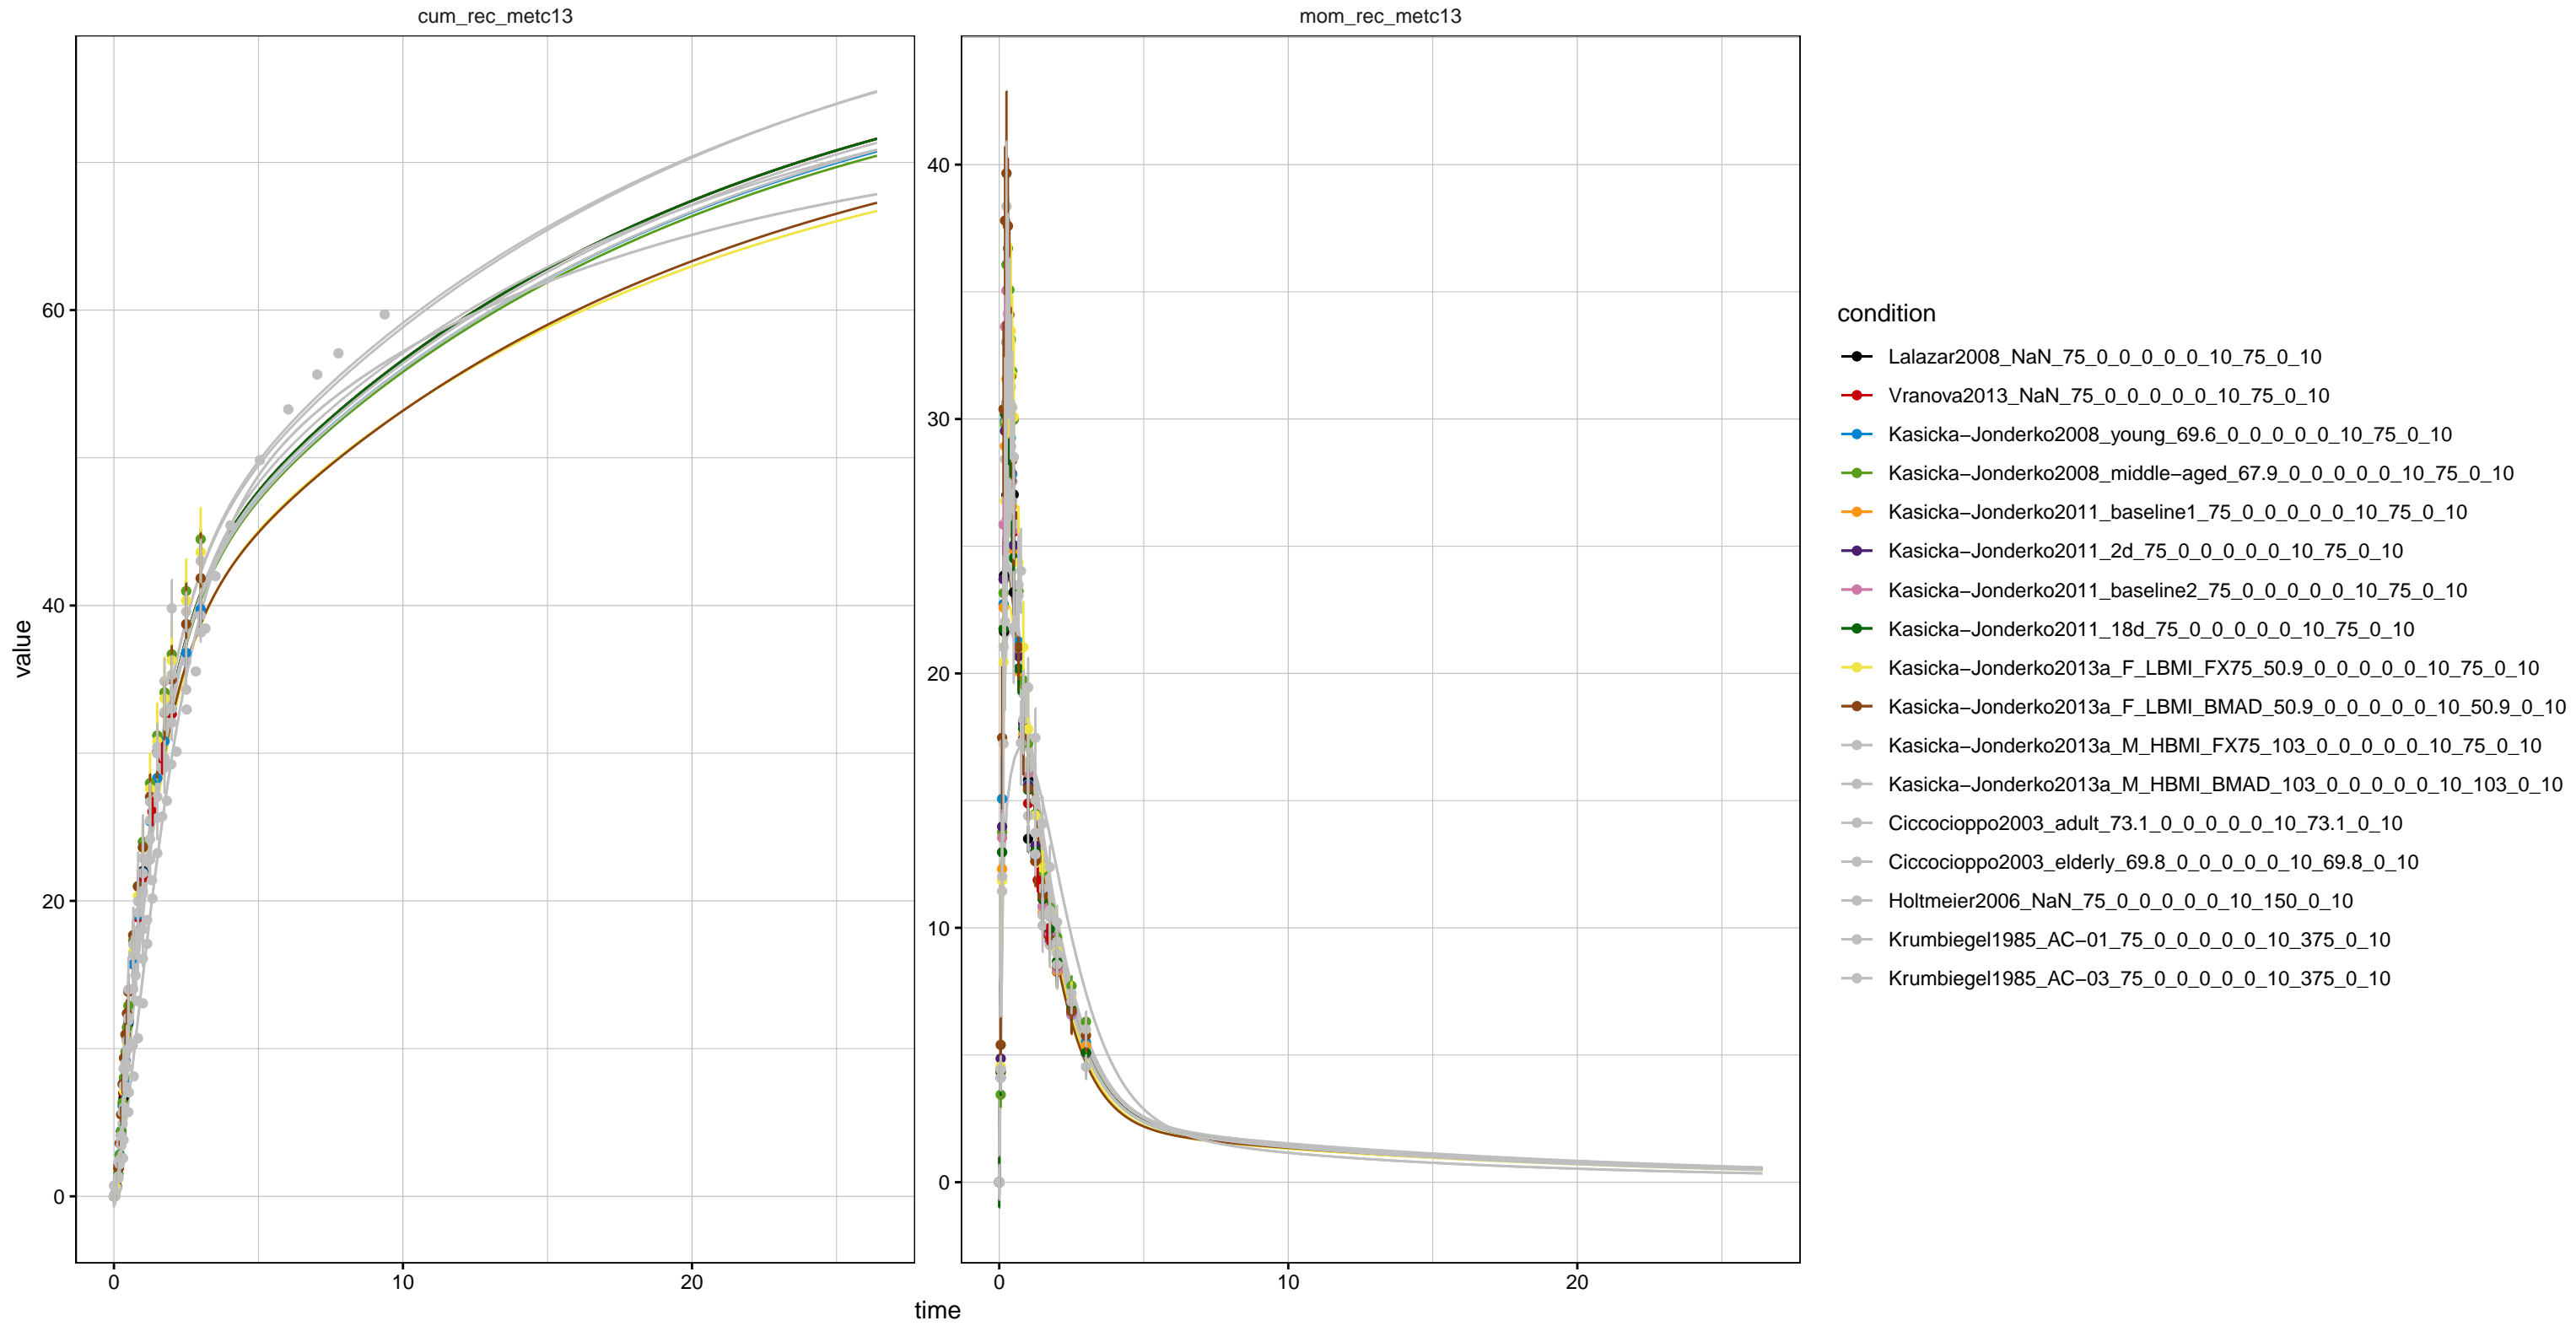 cum_rec_metc13
mom_rec_metc13
value
60
40
20
0
0
10
20
40
30
20
10
0
0
10
20
time
condition
Lalazar2008_NaN_75_0_0_0_0_0_10_75_0_10
Vranova2013_NaN_75_0_0_0_0_0_10_75_0_10
Kasicka−Jonderko2008_young_69.6_0_0_0_0_0_10_75_0_10
Kasicka−Jonderko2008_middle−aged_67.9_0_0_0_0_0_10_75_0_10
Kasicka−Jonderko2011_baseline1_75_0_0_0_0_0_10_75_0_10
Kasicka−Jonderko2011_2d_75_0_0_0_0_0_10_75_0_10
Kasicka−Jonderko2011_baseline2_75_0_0_0_0_0_10_75_0_10
Kasicka−Jonderko2011_18d_75_0_0_0_0_0_10_75_0_10
Kasicka−Jonderko2013a_F_LBMI_FX75_50.9_0_0_0_0_0_10_75_0_10
Kasicka−Jonderko2013a_F_LBMI_BMAD_50.9_0_0_0_0_0_10_50.9_0_10
Kasicka−Jonderko2013a_M_HBMI_FX75_103_0_0_0_0_0_10_75_0_10
Kasicka−Jonderko2013a_M_HBMI_BMAD_103_0_0_0_0_0_10_103_0_10
Ciccocioppo2003_adult_73.1_0_0_0_0_0_10_73.1_0_10
Ciccocioppo2003_elderly_69.8_0_0_0_0_0_10_69.8_0_10
Holtmeier2006_NaN_75_0_0_0_0_0_10_150_0_10
Krumbiegel1985_AC−01_75_0_0_0_0_0_10_375_0_10
Krumbiegel1985_AC−03_75_0_0_0_0_0_10_375_0_10